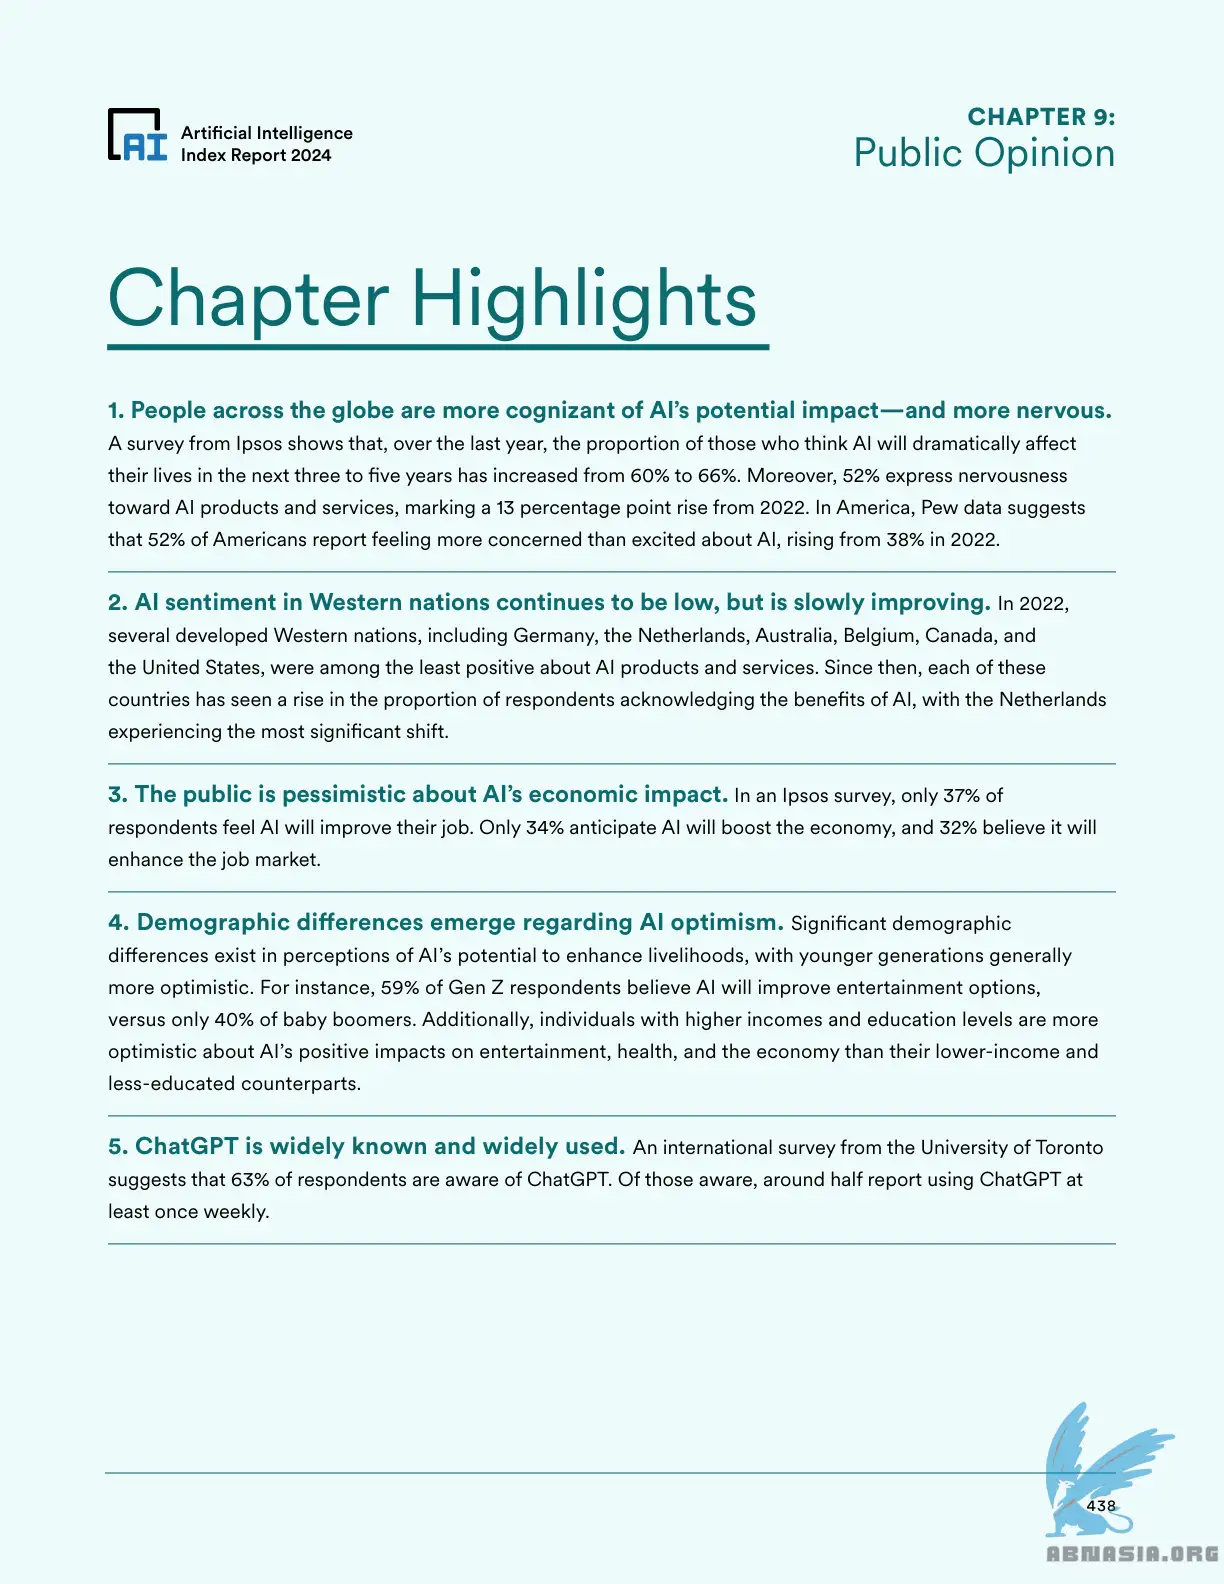 AI
Artificial Intelligence
Index Report 2024
CHAPTER 9:
Public Opinion
Chapter Highlights
1. People across the globe are more cognizant of AI’s potential impact—and more nervous.
A survey from Ipsos shows that, over the last year, the proportion of those who think AI will dramatically affect
their lives in the next three to five years has increased from 60% to 66%. Moreover, 52% express nervousness
toward AI products and services, marking a 13 percentage point rise from 2022. In America, Pew data suggests
that 52% of Americans report feeling more concerned than excited about AI, rising from 38% in 2022.
2. AI sentiment in Western nations continues to be low, but is slowly improving. In 2022,
several developed Western nations, including Germany, the Netherlands, Australia, Belgium, Canada, and
the United States, were among the least positive about AI products and services. Since then, each of these
countries has seen a rise in the proportion of respondents acknowledging the benefits of AI, with the Netherlands
experiencing the most significant shift.
3. The public is pessimistic about AI’s economic impact. In an Ipsos survey, only 37% of
respondents feel AI will improve their job. Only 34% anticipate AI will boost the economy, and 32% believe it will
enhance the job market.
4. Demographic differences emerge regarding AI optimism. Significant demographic
differences exist in perceptions of AI’s potential to enhance livelihoods, with younger generations generally
more optimistic. For instance, 59% of Gen Z respondents believe AI will improve entertainment options,
versus only 40% of baby boomers. Additionally, individuals with higher incomes and education levels are more
optimistic about AI’s positive impacts on entertainment, health, and the economy than their lower-income and
less-educated counterparts.
5. ChatGPT is widely known and widely used. An international survey from the University of Toronto
suggests that 63% of respondents are aware of ChatGPT. Of those aware, around half report using ChatGPT at
least once weekly.
438
ABNASIA.ORG